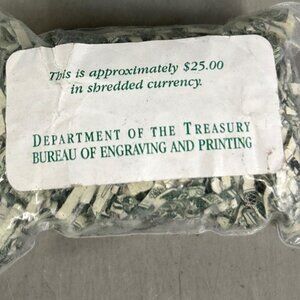 This is approximately $25.00
in shredded currency.
DEPARTMENT OF THE TREASURY
BUREAU OF ENGRAVING AND PRINTING